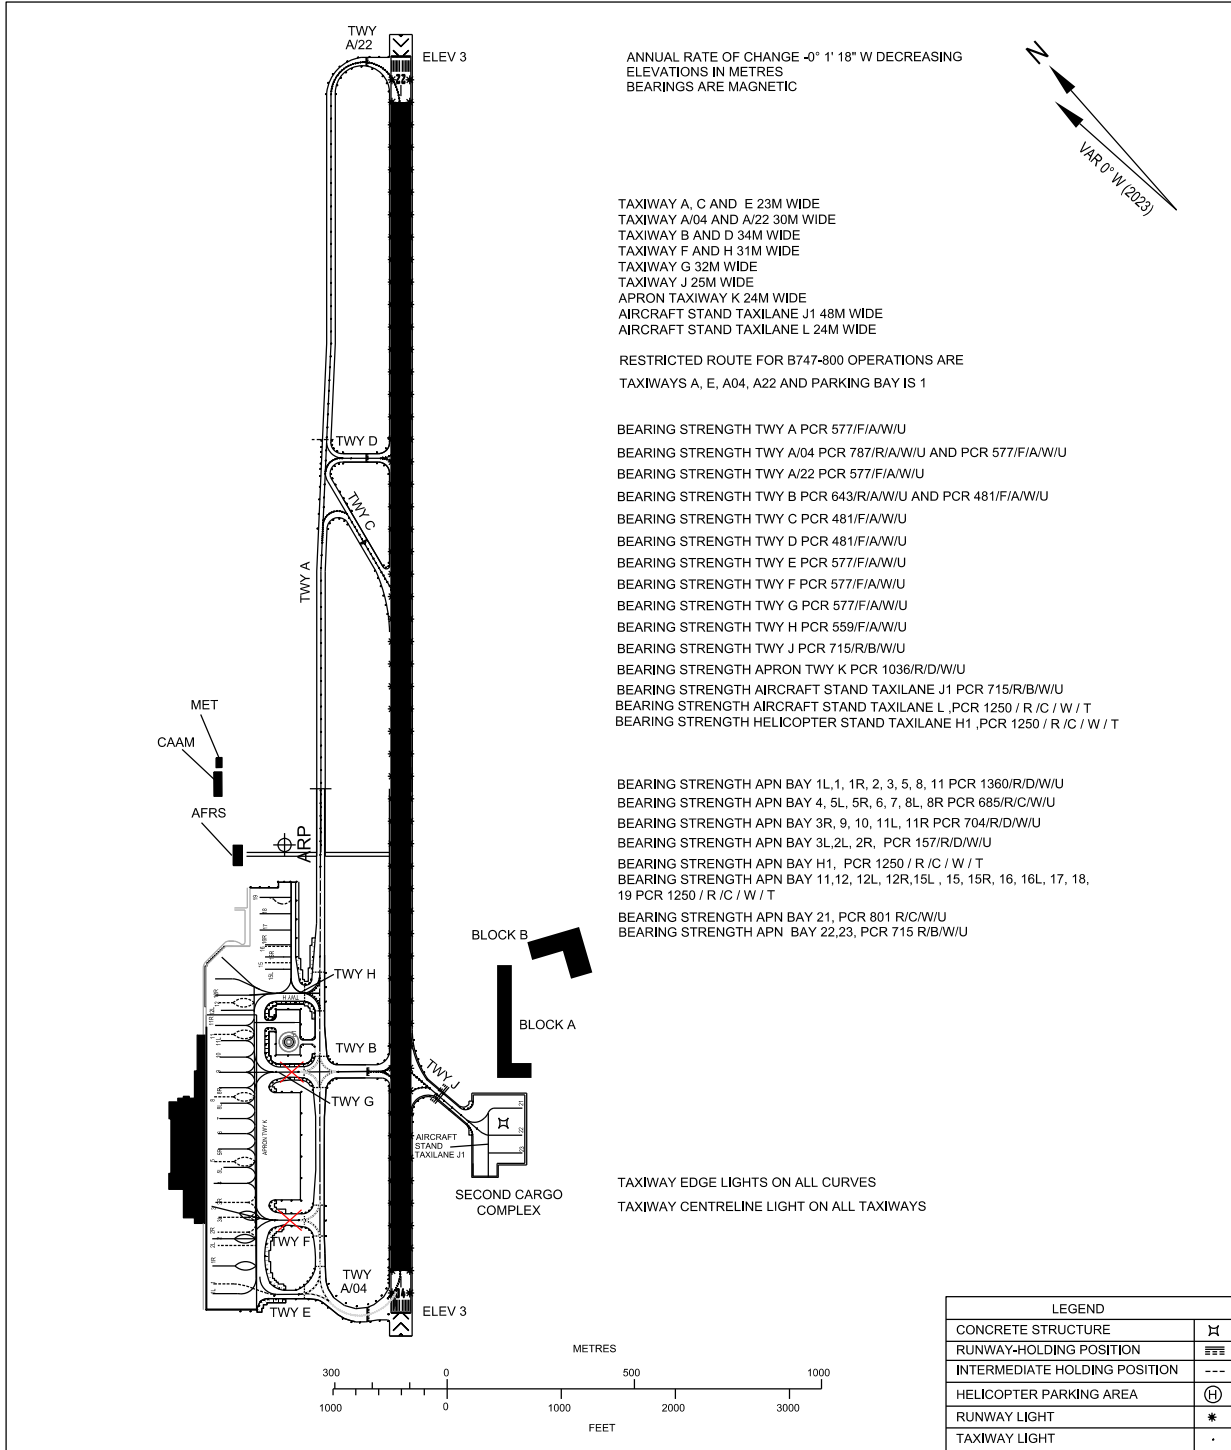 TWY
A/22
ELEV 3
22
ANNUAL RATE OF CHANGE -0° 1' 18" W DECREASING
ELEVATIONS IN METRES
BEARINGS ARE MAGNETIC
N
VAR 0° W (2023)
TAXIWAY A, C AND E 23M WIDE
TAXIWAY A/04 AND A/22 30M WIDE
TAXIWAY B AND D 34M WIDE
TAXIWAY F AND H 31M WIDE
TAXIWAY G 32M WIDE
TAXIWAY J 25M WIDE
APRON TAXIWAY K 24M WIDE
AIRCRAFT STAND TAXILANE J1 48M WIDE
AIRCRAFT STAND TAXILANE L 24M WIDE
RESTRICTED ROUTE FOR B747-800 OPERATIONS ARE
TAXIWAYS A, E, A04, A22 AND PARKING BAY IS 1
BEARING STRENGTH TWY A PCR 577/F/A/W/U
BEARING STRENGTH TWY A/04 PCR 787/R/A/W/U AND PCR 577/F/A/W/U
BEARING STRENGTH TWY A/22 PCR 577/F/A/W/U
BEARING STRENGTH TWY B PCR 643/R/A/W/U AND PCR 481/F/A/W/U
BEARING STRENGTH TWY C PCR 481/F/A/W/U
BEARING STRENGTH TWY D PCR 481/F/A/W/U
BEARING STRENGTH TWY E PCR 577/F/A/W/U
BEARING STRENGTH TWY F PCR 577/F/A/W/U
BEARING STRENGTH TWY G PCR 577/F/A/W/U
BEARING STRENGTH TWY H PCR 559/F/A/W/U
BEARING STRENGTH TWY J PCR 715/R/B/W/U
BEARING STRENGTH APRON TWY K PCR 1036/R/D/W/U
BEARING STRENGTH AIRCRAFT STAND TAXILANE J1 PCR 715/R/B/W/U
BEARING STRENGTH AIRCRAFT STAND TAXILANE L ,PCR 1250 / R /C / W / T
BEARING STRENGTH HELICOPTER STAND TAXILANE H1 ,PCR 1250 / R /C / W / T
BEARING STRENGTH APN BAY 1L,1, 1R, 2, 3, 5, 8, 11 PCR 1360/R/D/W/U
BEARING STRENGTH APN BAY 4, 5L, 5R, 6, 7, 8L, 8R PCR 685/R/C/W/U
BEARING STRENGTH APN BAY 3R, 9, 10, 11L, 11R PCR 704/R/D/W/U
BEARING STRENGTH APN BAY 3L,2L, 2R, PCR 157/R/D/W/U
BEARING STRENGTH APN BAY H1, PCR 1250 / R /C / W / T
BEARING STRENGTH APN BAY 11,12, 12L, 12R,15L , 15, 15R, 16, 16L, 17, 18,
19 PCR 1250 / R /C / W / T
BEARING STRENGTH APN BAY 21, PCR 801 R/C/W/U
BEARING STRENGTH APN BAY 22,23, PCR 715 R/B/W/U
TWY D
TWY C
TWY A
MET
CAAM
AFRS
ARP
19
18
17
16
15
15L
TWY H
TWY H
TWY B
TWY G
TWY J
BLOCK B
BLOCK A
21
22
23
AIRCRAFT
STAND
TAXILANE J1
SECOND CARGO
COMPLEX
APRON TWY K
TWY F
TWY
A/04
TWY E
04
ELEV 3
TAXIWAY EDGE LIGHTS ON ALL CURVES
TAXIWAY CENTRELINE LIGHT ON ALL TAXIWAYS
METRES
300 0 500 1000
1000 0 1000 2000 3000
FEET
LEGEND
CONCRETE STRUCTURE
RUNWAY-HOLDING POSITION
INTERMEDIATE HOLDING POSITION
HELICOPTER PARKING AREA H
RUNWAY LIGHT
TAXIWAY LIGHT